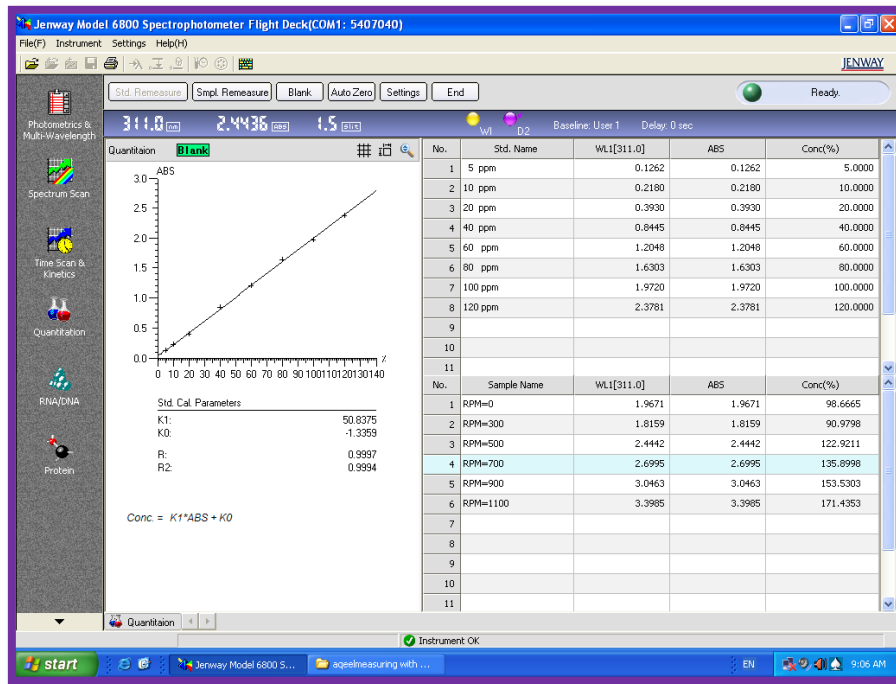 Jenway Model 6800 Spectrophotometer Flight Deck(COM1: 5407040)
File(F) Instrument Settings Help(H)
JENWAY
Std. Remeasure Smpl. Remeasure Blank Auto Zero Settings End Ready.
311.0 nm 2.4436 ABS 1.5 slit WI D2 Baseline: User 1 Delay: 0 sec
Photometrics & Multi-Wavelength
Spectrum Scan
Time Scan & Kinetics
Quantitation
RNA/DNA
Protein
Quantitaion Blank
ABS
3.0
2.5
2.0
1.5
1.0
0.5
0.0
0 10 20 30 40 50 60 70 80 90 100 110 120 130 140 %
Std. Cal. Parameters
K1: 50.8375
K0: -1.3359
R: 0.9997
R2: 0.9994
Conc. = K1*ABS + K0
No. Std. Name WL1[311.0] ABS Conc(%)
1 5 ppm 0.1262 0.1262 5.0000
2 10 ppm 0.2180 0.2180 10.0000
3 20 ppm 0.3930 0.3930 20.0000
4 40 ppm 0.8445 0.8445 40.0000
5 60 ppm 1.2048 1.2048 60.0000
6 80 ppm 1.6303 1.6303 80.0000
7 100 ppm 1.9720 1.9720 100.0000
8 120 ppm 2.3781 2.3781 120.0000
9
10
11
No. Sample Name WL1[311.0] ABS Conc(%)
1 RPM=0 1.9671 1.9671 98.6665
2 RPM=300 1.8159 1.8159 90.9798
3 RPM=500 2.4442 2.4442 122.9211
4 RPM=700 2.6995 2.6995 135.8998
5 RPM=900 3.0463 3.0463 153.5303
6 RPM=1100 3.3985 3.3985 171.4353
7
8
9
10
11
Quantitaion
Instrument OK
start Jenway Model 6800 S... aqeelmeasuring with ... EN 9:06 AM